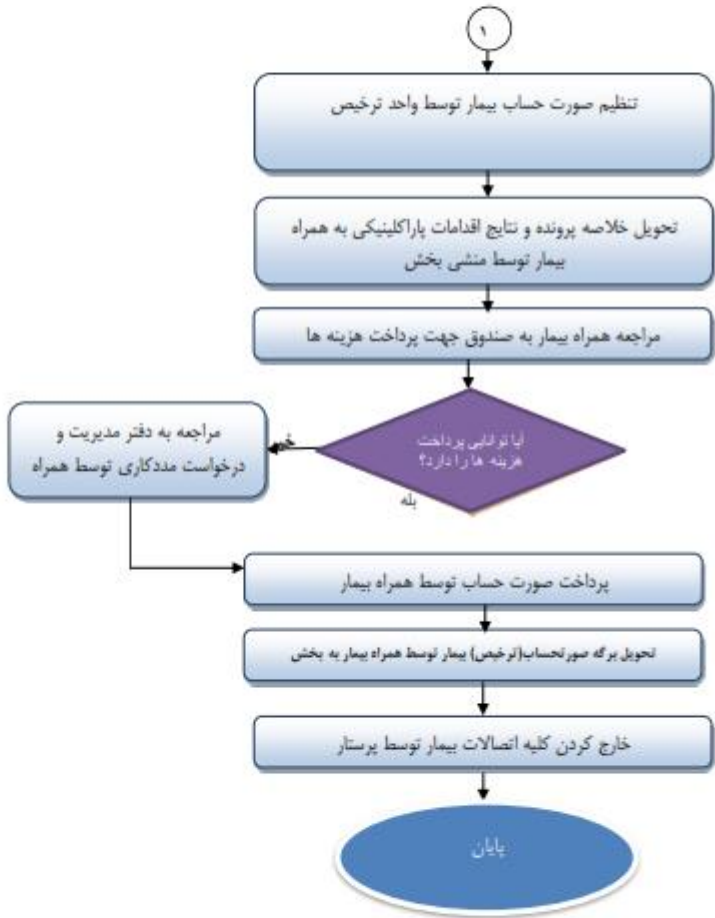 ۱
تنظیم صورت حساب بیمار توسط واحد ترخیص
تحویل خلاصه پرونده و نتایج اقدامات پاراکلینیکی به همراه
بیمار توسط منشی بخش
مراجعه همراه بیمار به صندوق جهت پرداخت هزینه ها
آیا توانایی پرداخت
هزینه ها را دارد؟
مراجعه به دفتر مدیریت و
درخواست مددکاری توسط همراه
بله
پرداخت صورت حساب توسط همراه بیمار
تحویل برگه صورتحساب(ترخیص) بیمار توسط همراه بیمار به بخش
خارج کردن کلیه اتصالات بیمار توسط پرستار
پایان